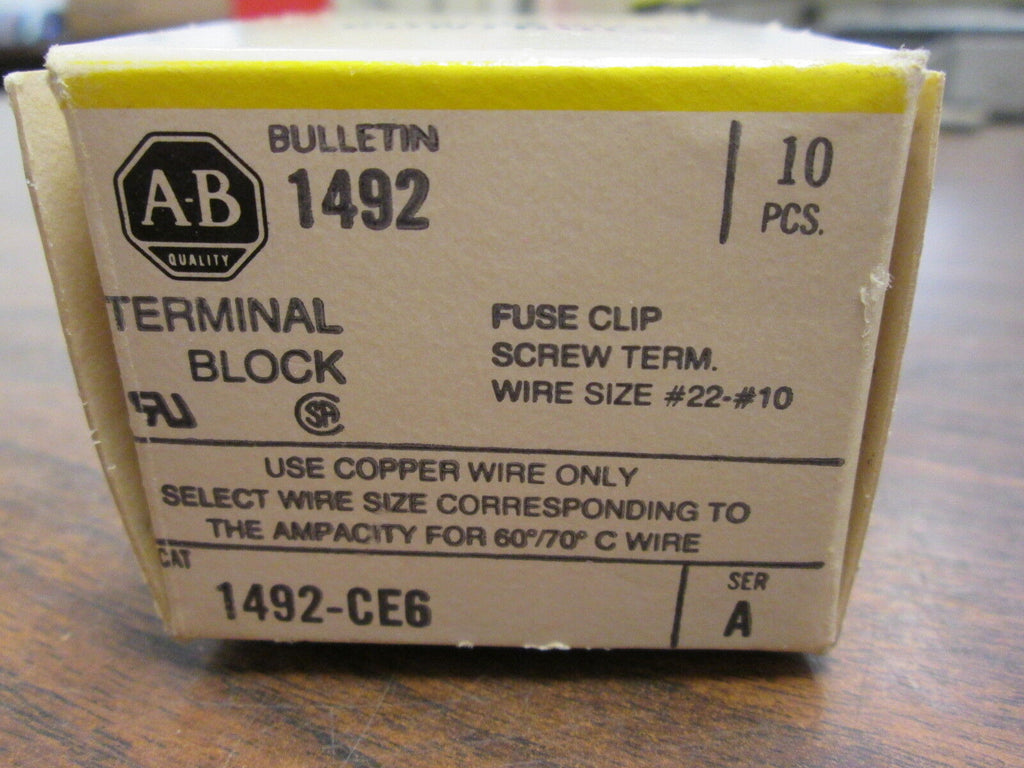 A-B
QUALITY
BULLETIN
1492
10
PCS.
TERMINAL
BLOCK
FUSE CLIP
SCREW TERM.
WIRE SIZE #22-#10
USE COPPER WIRE ONLY
SELECT WIRE SIZE CORRESPONDING TO
THE AMPACITY FOR 60°/70° C WIRE
CAT
1492-CE6
SER
A